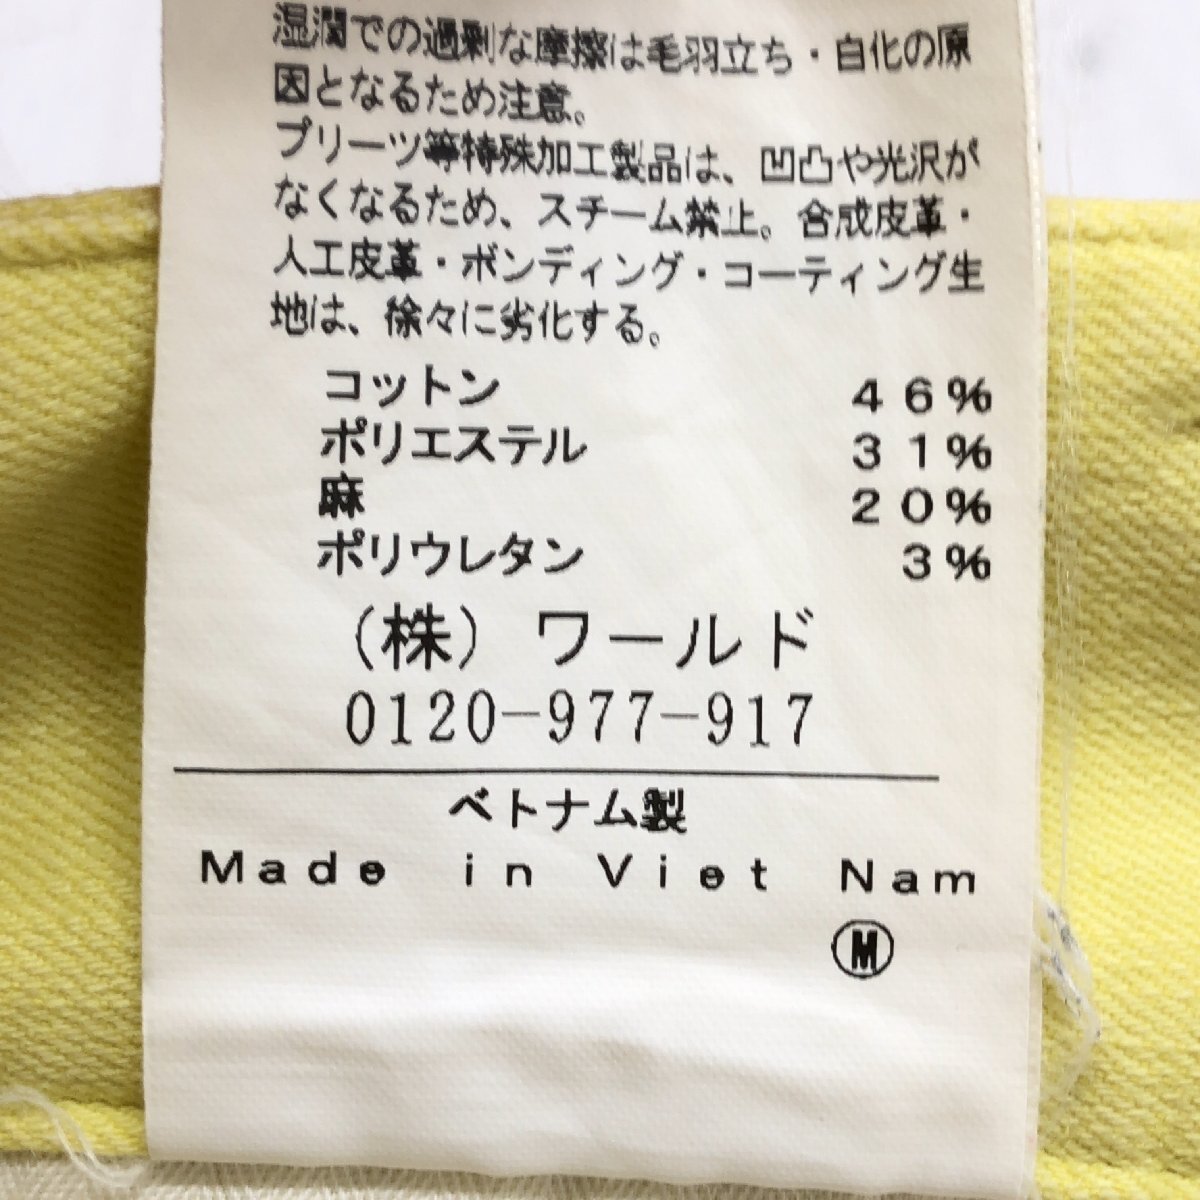 湿潤での過剰な摩擦は毛羽立ち・白化の原
因となるため注意。
プリーツ等特殊加工製品は、凹凸や光沢が
なくなるため、スチーム禁止。合成皮革・
人工皮革・ボンディング・コーティング生
地は、徐々に劣化する。
コットン 46%
ポリエステル 31%
麻 20%
ポリウレタン 3%
(株)ワールド
0120-977-917
ベトナム製
Made in Viet Nam
Ⓜ